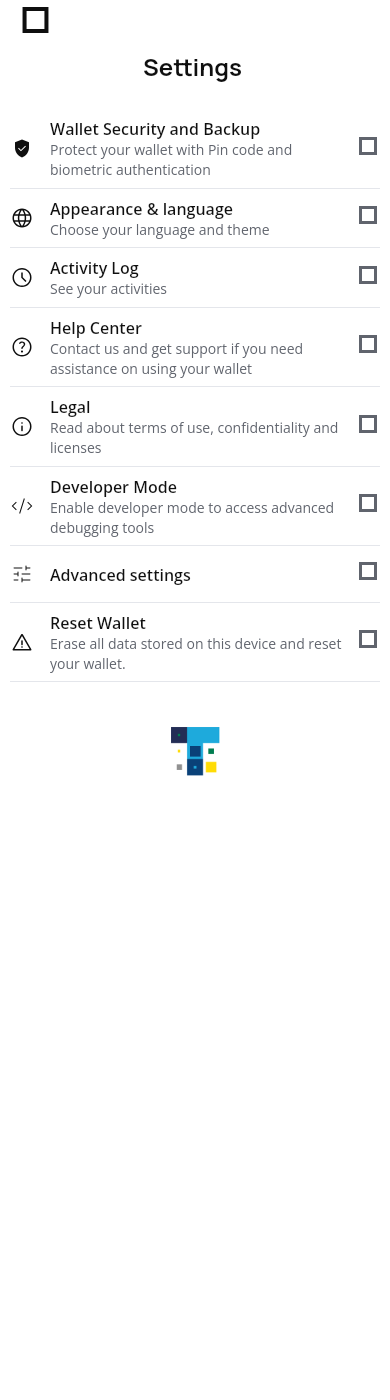 Settings
Wallet Security and Backup
Protect your wallet with Pin code and
biometric authentication
Appearance & language
Choose your language and theme
Activity Log
See your activities
Help Center
Contact us and get support if you need
assistance on using your wallet
Legal
Read about terms of use, confidentiality and
licenses
Developer Mode
Enable developer mode to access advanced
debugging tools
Advanced settings
Reset Wallet
Erase all data stored on this device and reset
your wallet.